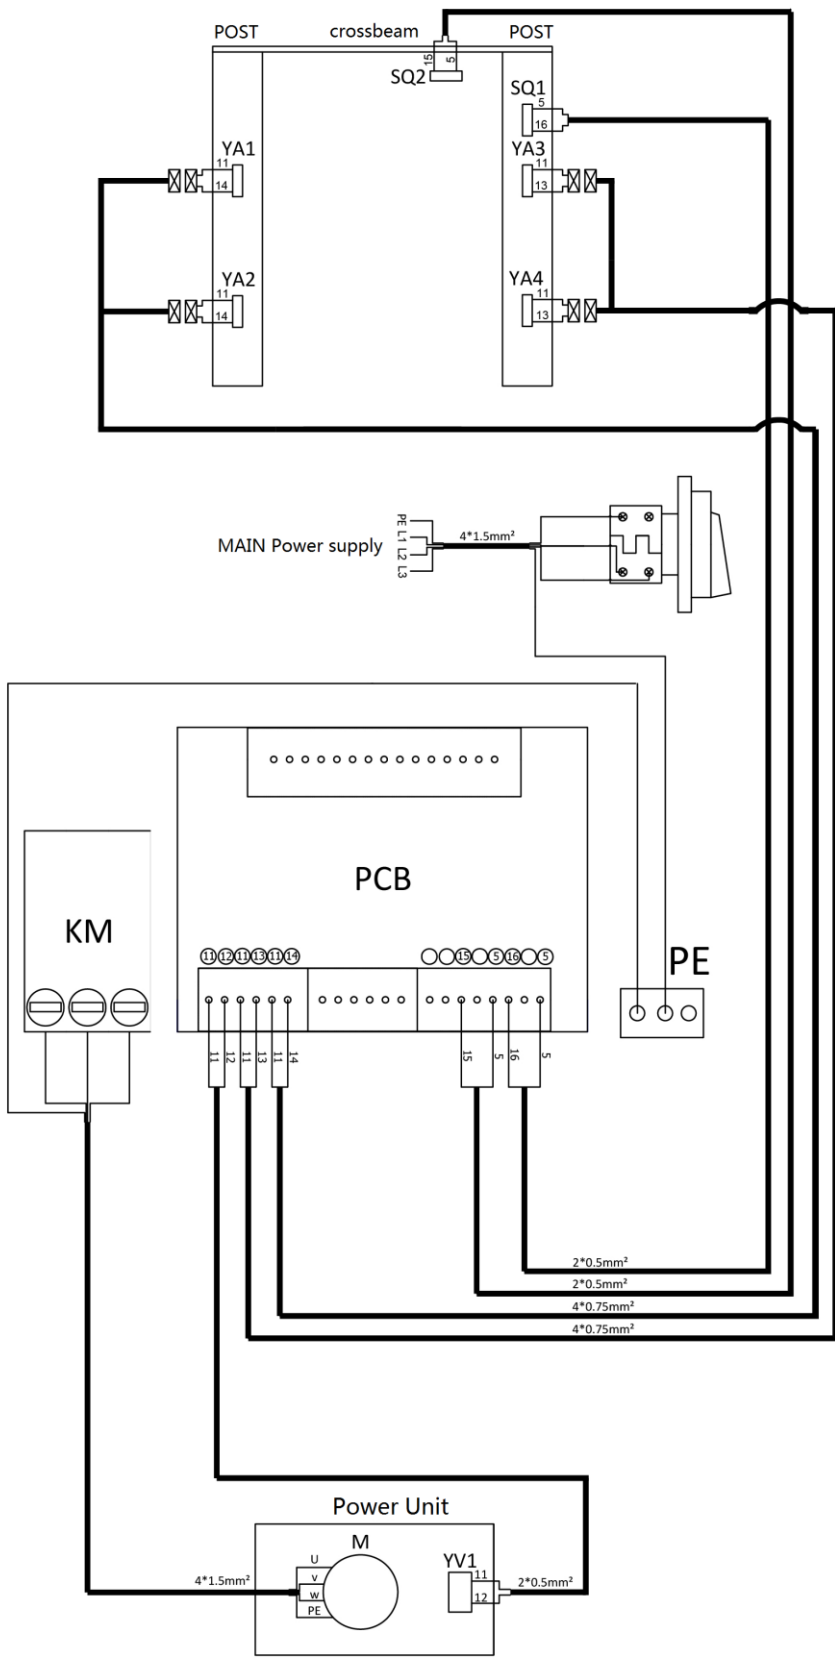 POST
crossbeam
POST
15
5
SQ2
SQ1
5
16
YA1
11
14
YA3
11
13
YA2
11
14
YA4
11
13
MAIN Power supply
PE
L1
L2
L3
4*1.5mm²
PCB
KM
PE
11 12 11 13 11 14
15 5 16 5
11 12 11 13 11 14
15 5 16 5
2*0.5mm²
2*0.5mm²
4*0.75mm²
4*0.75mm²
Power Unit
M
U
V
W
PE
4*1.5mm²
YV1
11
12
2*0.5mm²